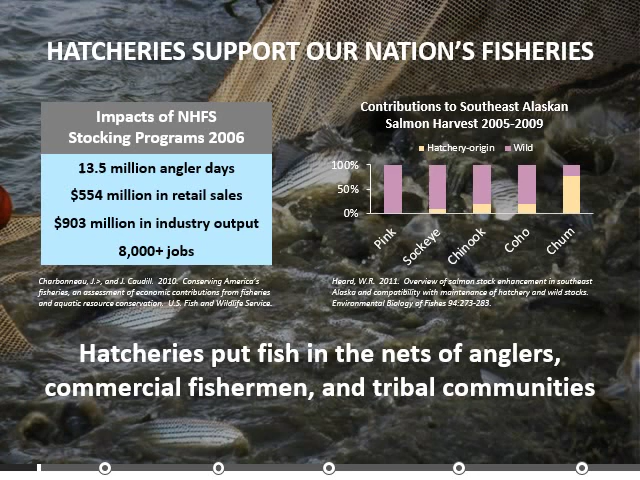 HATCHERIES SUPPORT OUR NATION'S FISHERIES
Impacts of NHFS
Stocking Programs 2006
13.5 million angler days
$554 million in retail sales
$903 million in industry output
8,000+ jobs
Charbonneau, J.>, and J. Caudill. 2010. Conserving America's
fisheries, an assessment of economic contributions from fisheries
and aquatic resource conservation. U.S. Fish and Wildlife Service.
Contributions to Southeast Alaskan
Salmon Harvest 2005-2009
Hatchery-origin Wild
100%
50%
0%
Pink Sockeye Chinook Coho Chum
Heard, W.R. 2011. Overview of salmon stock enhancement in southeast
Alaska and compatibility with maintenance of hatchery and wild stocks.
Environmental Biology of Fishes 94:273-283.
Hatcheries put fish in the nets of anglers,
commercial fishermen, and tribal communities